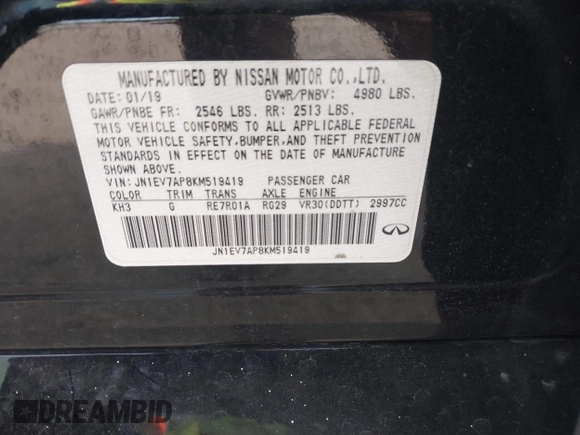 MANUFACTURED BY NISSAN MOTOR CO.,LTD.
DATE: 01/19 GVWR/PNBV: 4980 LBS.
GAWR/PNBE FR: 2546 LBS. RR: 2513 LBS.
THIS VEHICLE CONFORMS TO ALL APPLICABLE FEDERAL
MOTOR VEHICLE SAFETY,BUMPER,AND THEFT PREVENTION
STANDARDS IN EFFECT ON THE DATE OF MANUFACTURE
SHOWN ABOVE.
VIN: JN1EV7AP8KM519419 PASSENGER CAR
COLOR TRIM TRANS AXLE ENGINE
KH3 G RE7R01A RG29 VR30(DDTT) 2997CC
JN1EV7AP8KM519419
DREAMBID